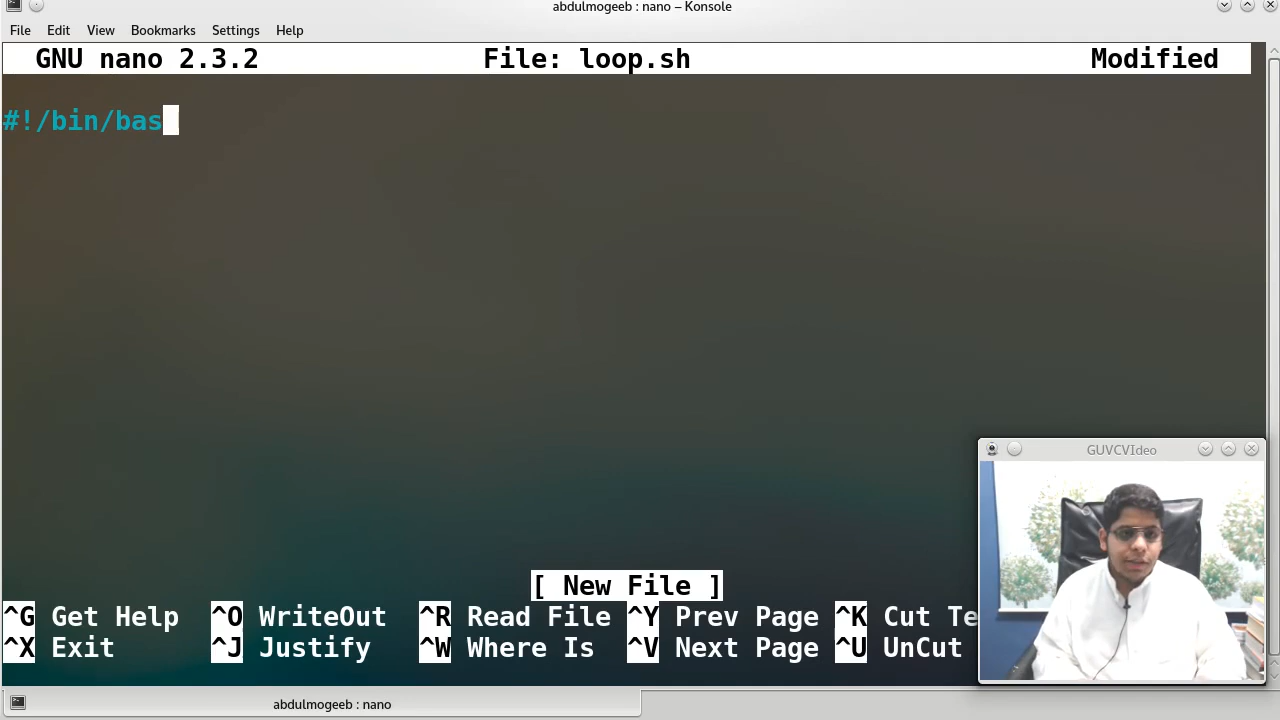 abdulmogeeb : nano – Konsole
File Edit View Bookmarks Settings Help
GNU nano 2.3.2 File: loop.sh Modified
#!/bin/bas
GUVCVIdeo
[ New File ]
^G Get Help ^O WriteOut ^R Read File ^Y Prev Page ^K Cut Te
^X Exit ^J Justify ^W Where Is ^V Next Page ^U UnCut
abdulmogeeb : nano